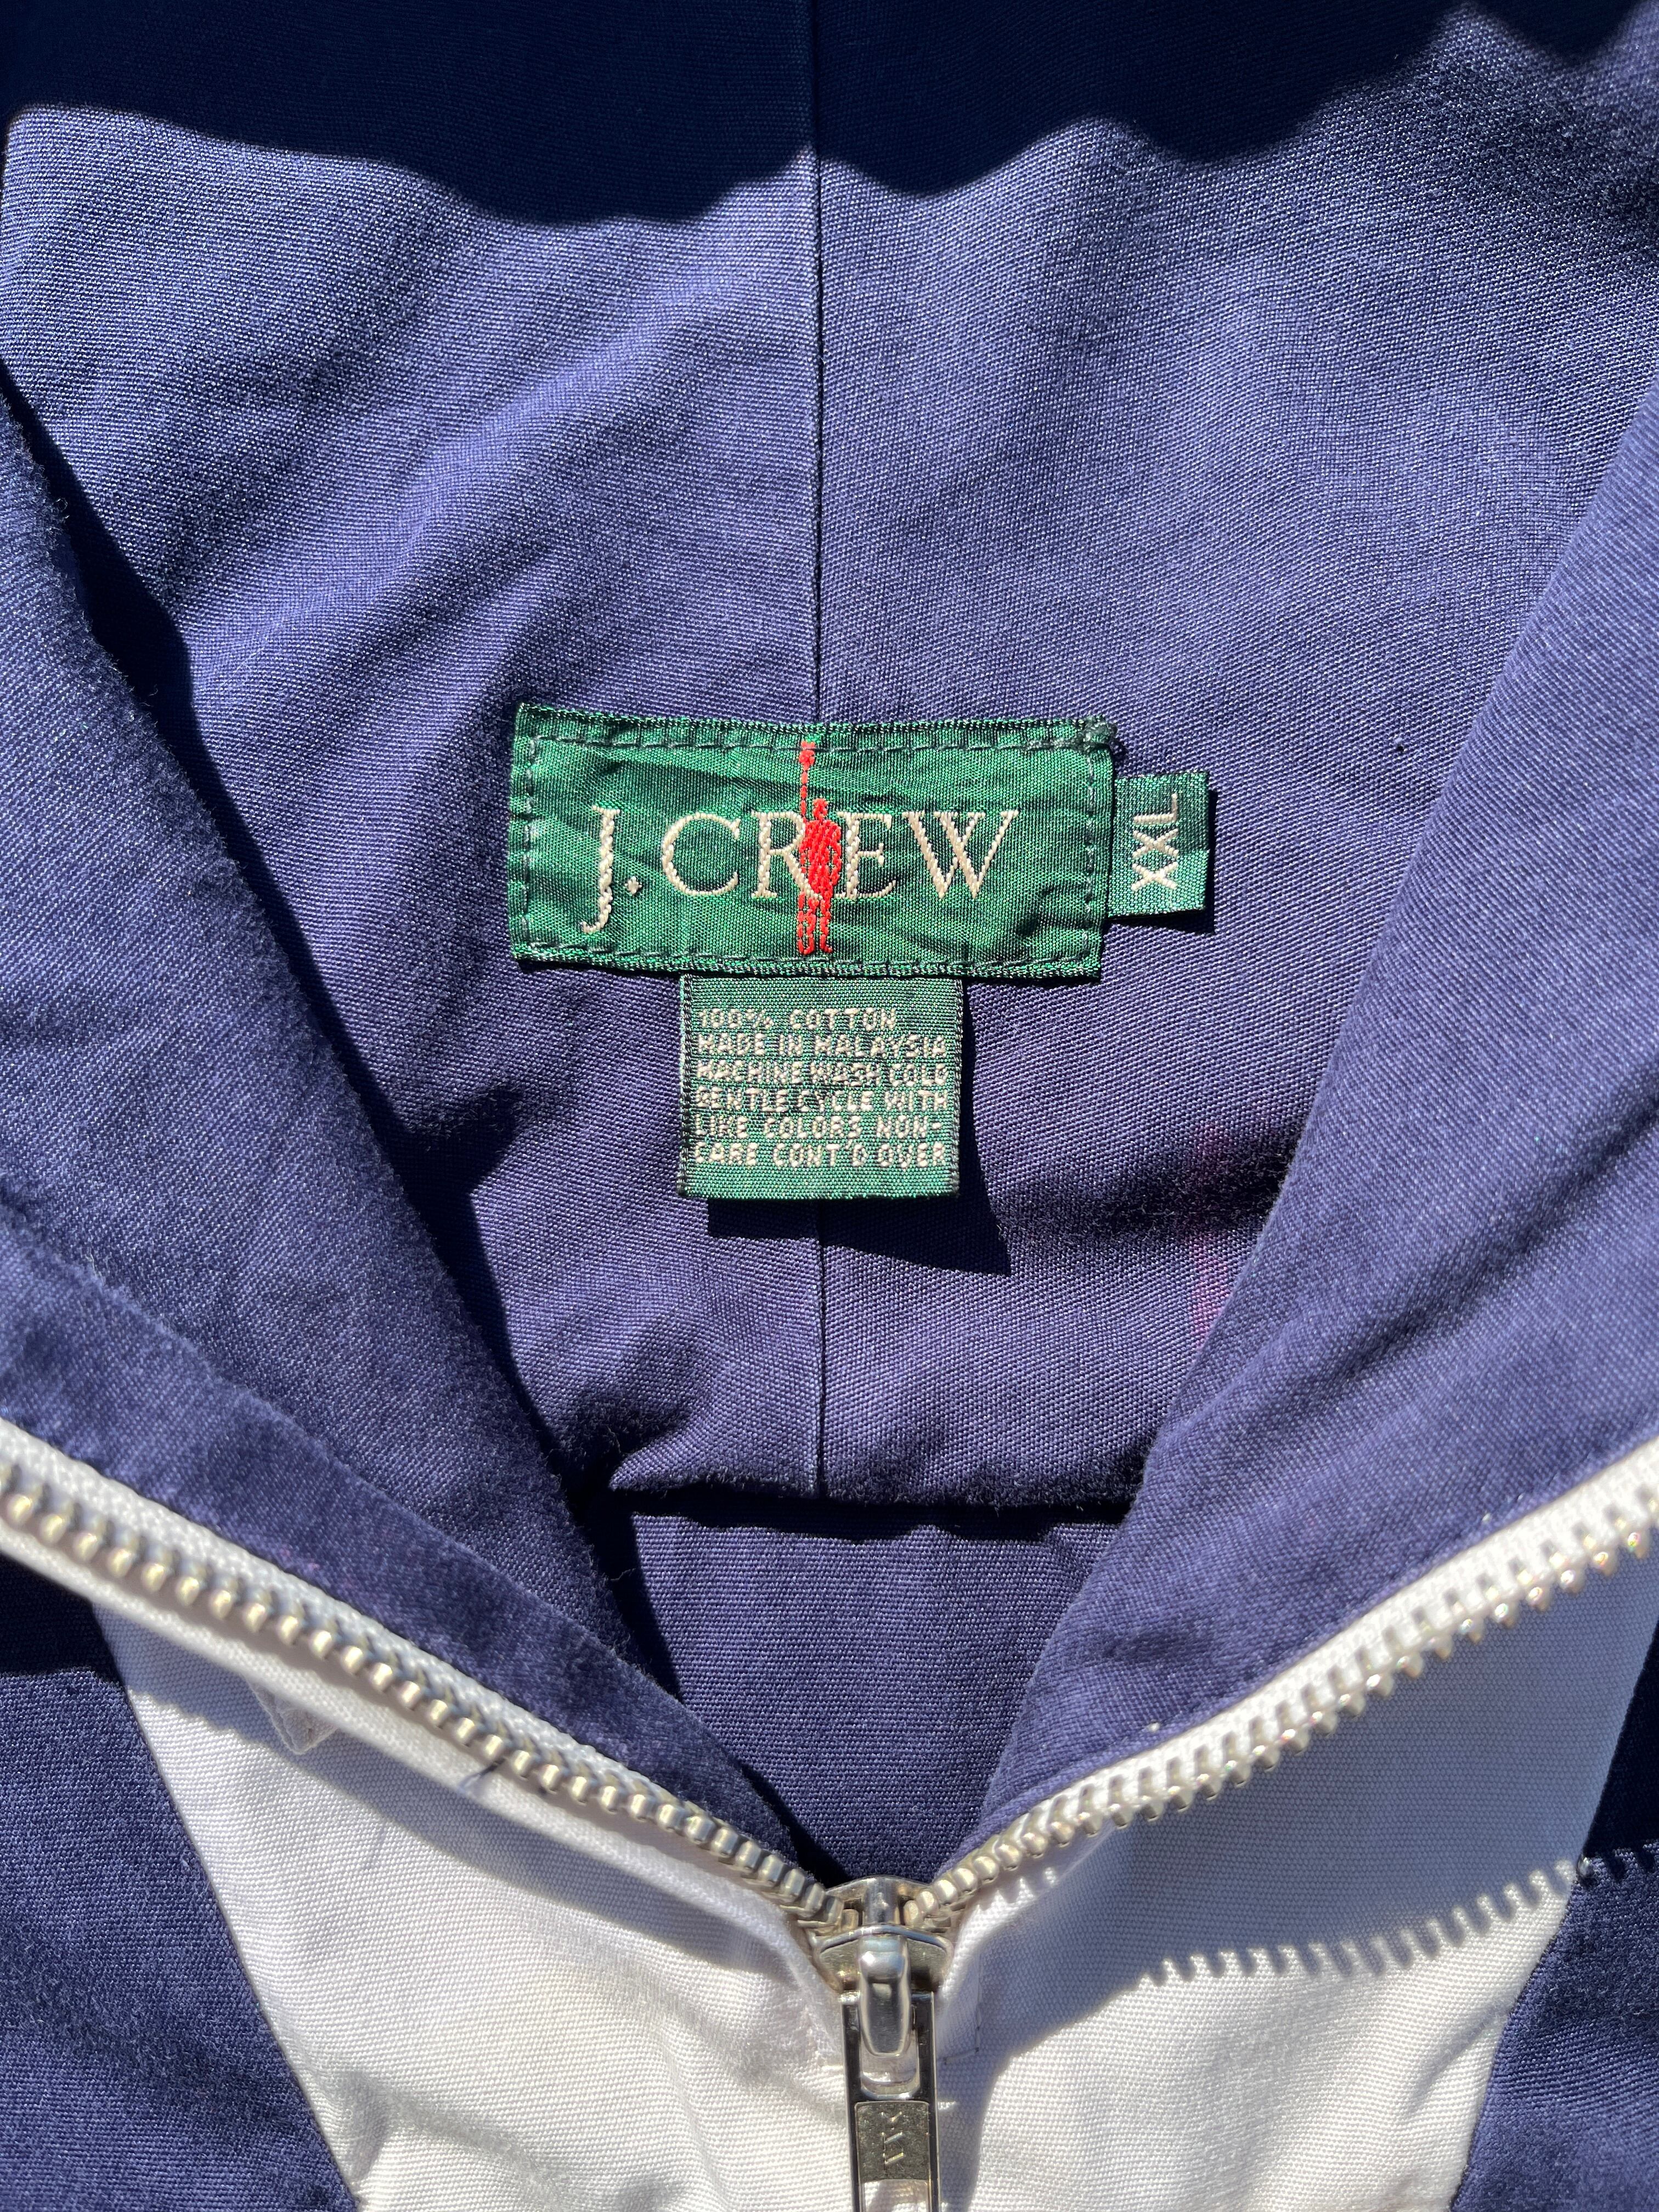 J. CREW
XXL
100% COTTON
MADE IN MALAYSIA
MACHINE WASH COLD
GENTLE CYCLE WITH
LIKE COLORS NON-
CARE CONT'D OVER